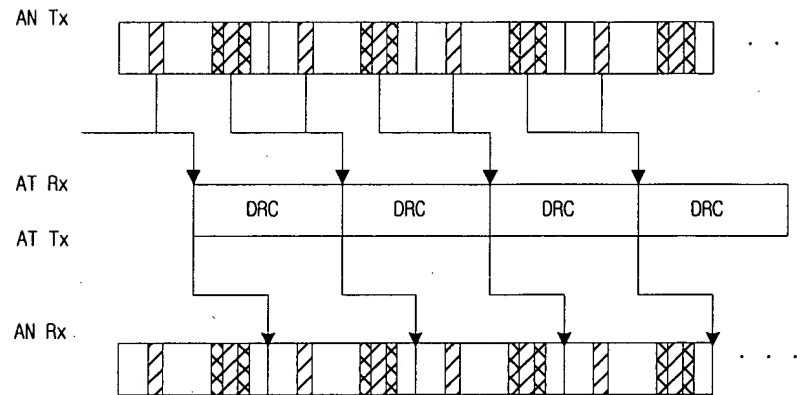 AN Tx
. . .
AT Rx
DRC DRC DRC DRC
AT Tx
AN Rx
. . .